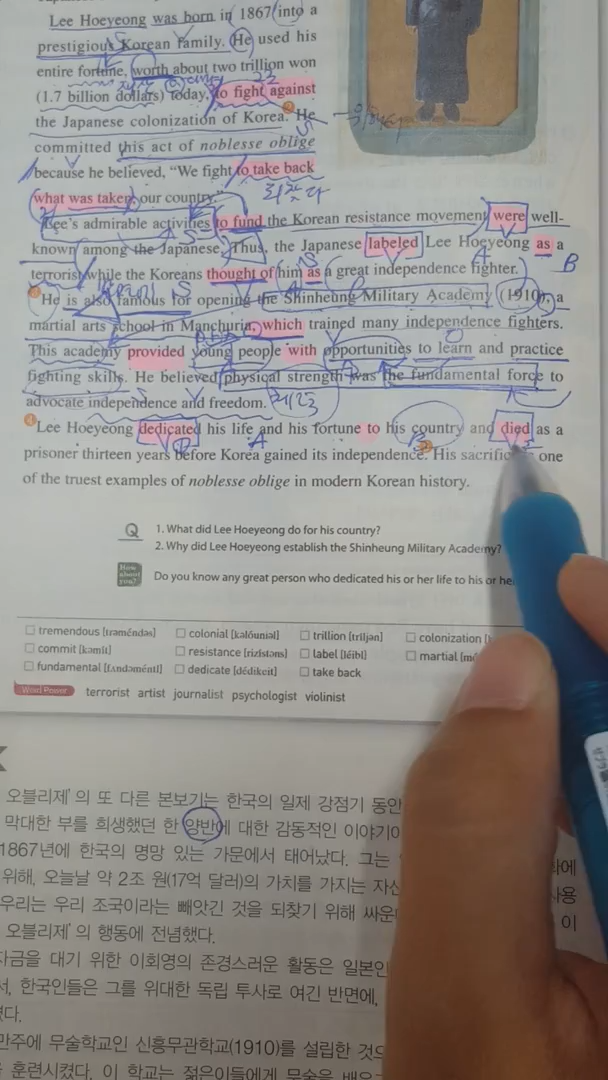 Lee Hoeyeong was born in 1867 into a
prestigious Korean family. He used his
entire fortune, worth about two trillion won
(1.7 billion dollars) today, to fight against
the Japanese colonization of Korea. He
committed this act of noblesse oblige
because he believed, "We fight to take back
what was taken: our country."
되찾다
Lee's admirable activities to fund the Korean resistance movement were well-
known among the Japanese. Thus, the Japanese labeled Lee Hoeyeong as a
terrorist while the Koreans thought of him as a great independence fighter.
He is also famous for opening the Shinheung Military Academy (1910), a
martial arts school in Manchuria, which trained many independence fighters.
This academy provided young people with opportunities to learn and practice
fighting skills. He believed physical strength was the fundamental force to
advocate independence and freedom.
Lee Hoeyeong dedicated his life and his fortune to his country and died as a
prisoner thirteen years before Korea gained its independence. His one
of the truest examples of noblesse oblige in modern Korean history.
Q 1. What did Lee Hoeyeong do for his country?
2. Why did Lee Hoeyeong establish the Shinheung Military Academy?
How about you? Do you know any great person who dedicated his or her life to his or
tremendous [triméndəs] colonial [kəlóuniəl] trillion [tríljən] colonization
commit [kəmít] resistance [rizístəns] label [léibl] martial
fundamental [fʌndəméntl] dedicate [dédikeit] take back
Word Power terrorist artist journalist psychologist violinist
오블리제'의 또 다른 본보기는 한국의 일제 강점기 동안
막대한 부를 희생했던 한 양반에 대한 감동적인 이야기
1867년에 한국의 명망 있는 가문에서 태어났다. 그는
위해, 오늘날 약 2조 원(17억 달러)의 가치를 가지는
우리는 우리 조국이라는 빼앗긴 것을 되찾기 위해
오블리제'의 행동에 전념했다.
자금을 대기 위한 이회영의 존경스러운 활동은
한국인들은 그를 위대한 독립 투사로 여긴 반면에,
만주에 무술학교인 신흥무관학교(1910)를 설립한
훈련시켰다. 이 학교는 젊은이들에게 무술을